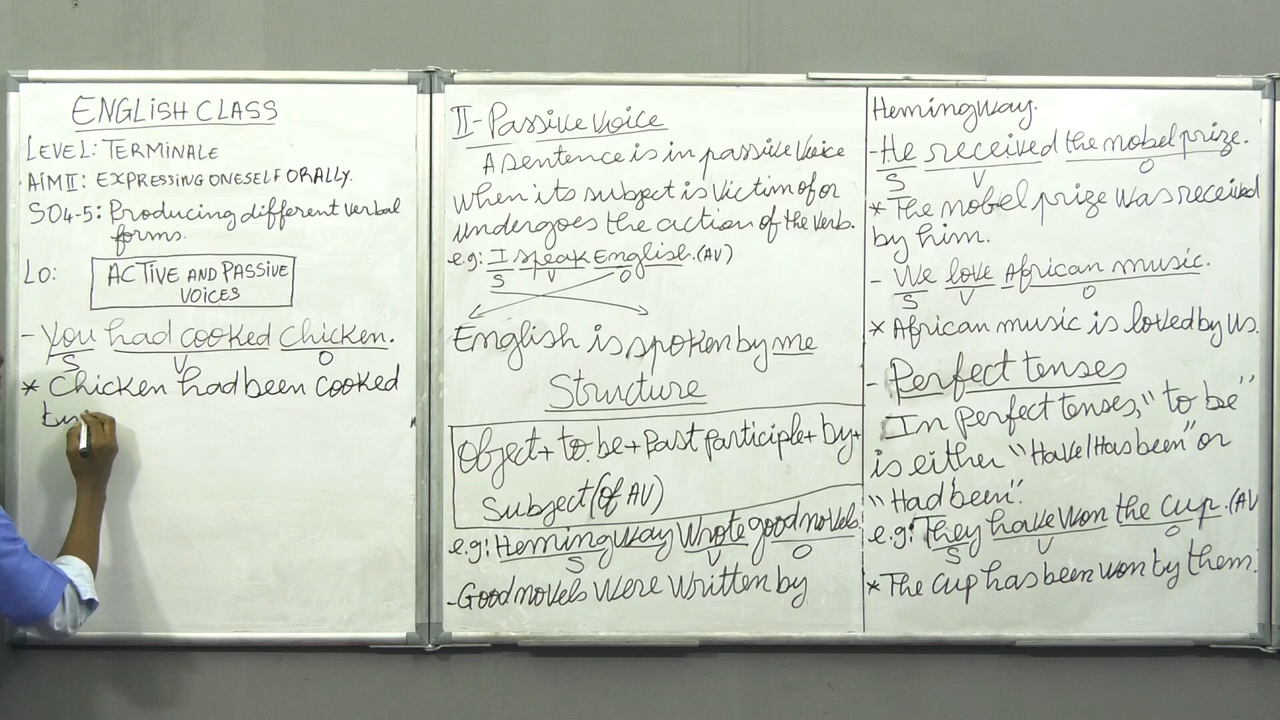 ENGLISH CLASS
LEVEL: TERMINALE
AIM II: EXPRESSING ONESELF ORALLY.
SO4-5: Producing different verbal
forms.
LO: ACTIVE AND PASSIVE
VOICES
- You had cooked chicken.
S V O
* Chicken had been cooked
by
II- Passive Voice
A sentence is in passive voice
when its subject is victim of or
undergoes the action of the verb.
e.g: I speak English. (AV)
S V O
English is spoken by me
Structure
Object + to be + Past participle + by +
Subject (of AV)
e.g: Hemingway wrote good novels
S V O
- Good novels were written by
Hemingway.
- He received the nobel prize.
S V O
* The nobel prize was received
by him.
- We love African music.
S V O
* African music is loved by us.
- Perfect tenses
In Perfect tenses, "to be"
is either "Have/Has been" or
"Had been".
e.g: They have won the cup. (AV
S V O
* The cup has been won by them.